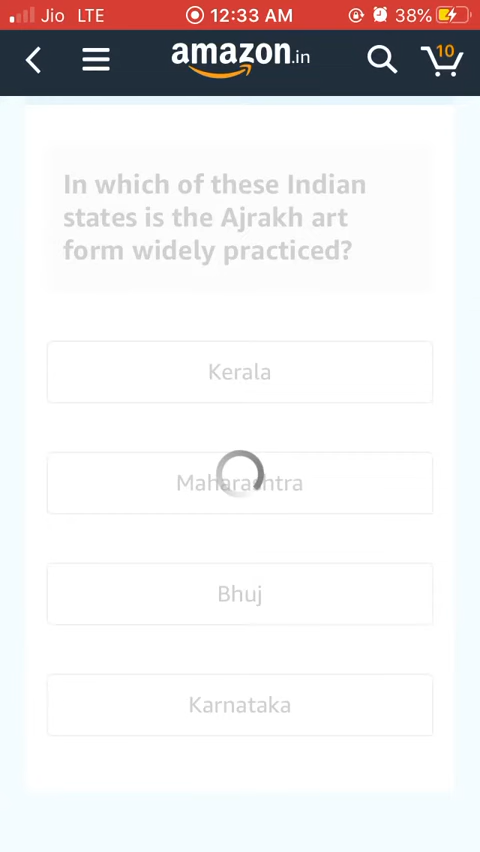 Jio LTE 12:33 AM 38%
amazon.in
10
In which of these Indian
states is the Ajrakh art
form widely practiced?
Kerala
Maharashtra
Bhuj
Karnataka